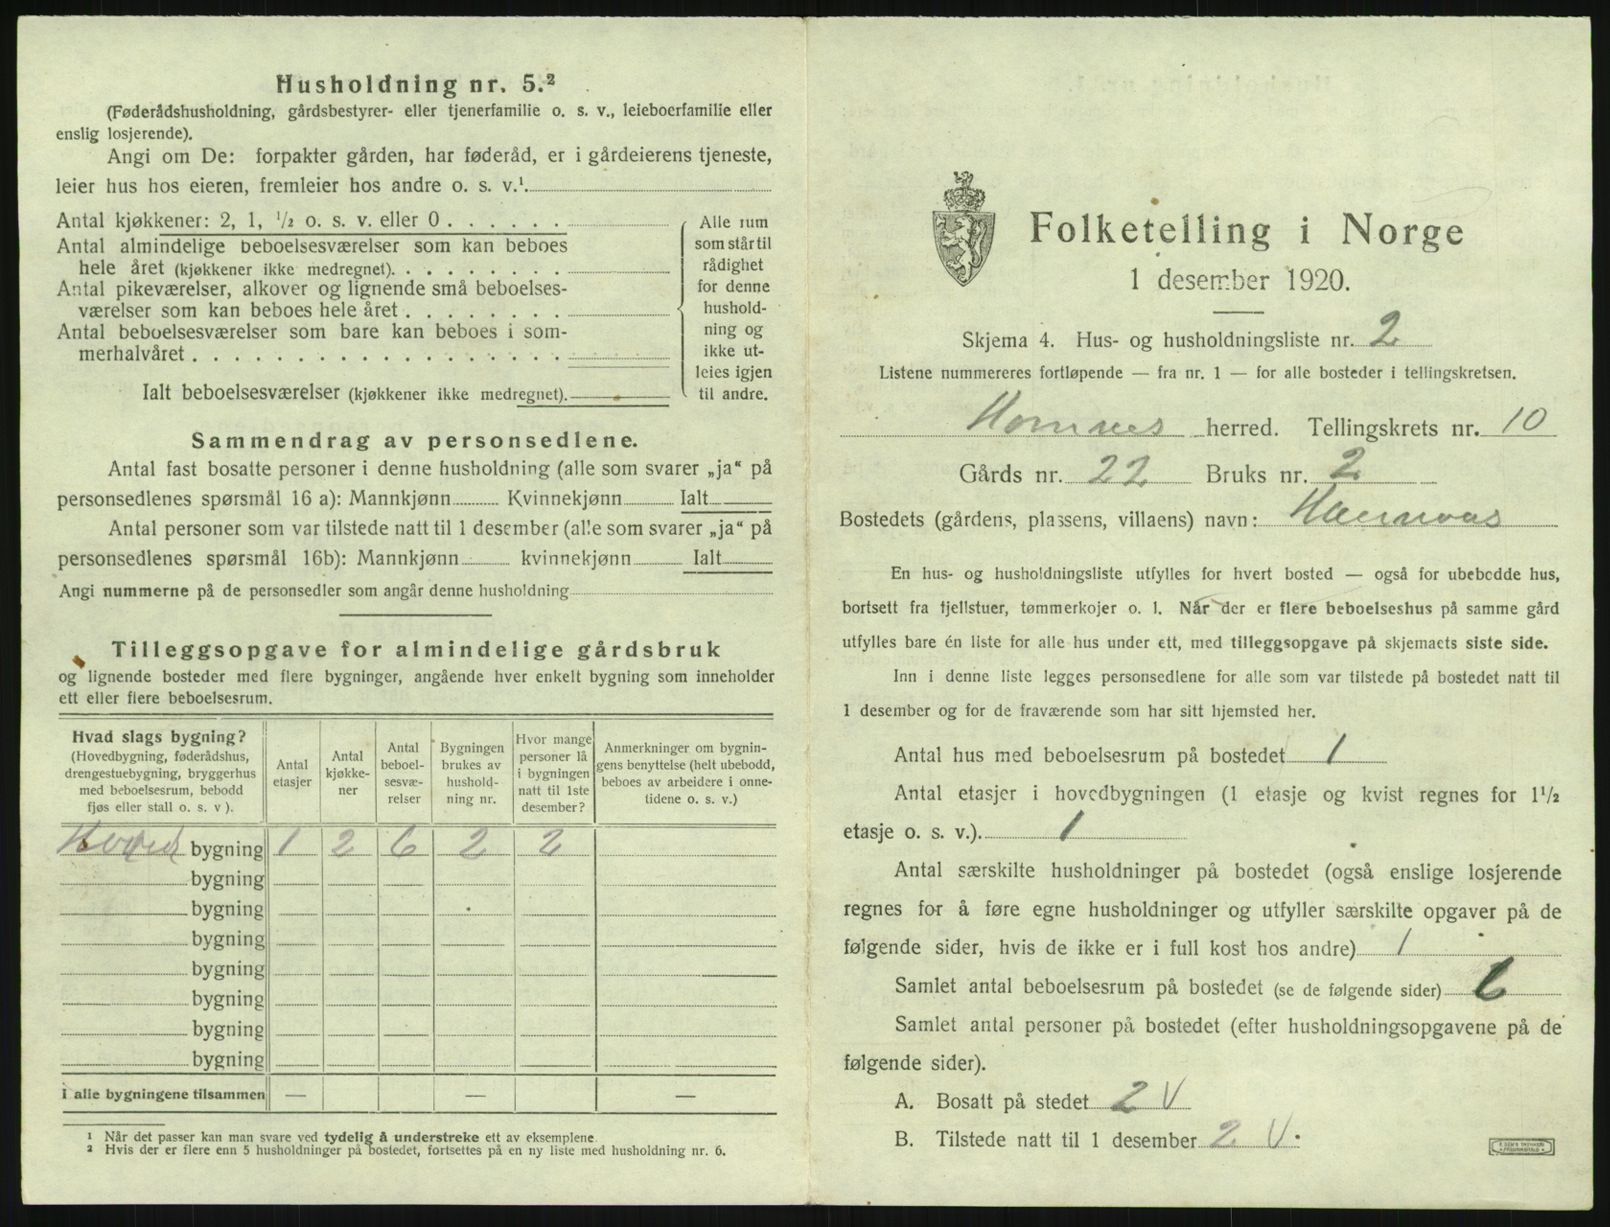 Husholdning nr. 5.²
(Føderådshusholdning, gårdsbestyrer- eller tjenerfamilie o. s. v., leieboerfamilie eller
enslig losjerende).
Angi om De: forpakter gården, har føderåd, er i gårdeierens tjeneste,
leier hus hos eieren, fremleier hos andre o. s. v.¹
Antal kjøkkener: 2, 1, ½ o. s. v. eller 0 . . . . . .
Antal almindelige beboelsesværelser som kan beboes
hele året (kjøkkener ikke medregnet). . . . . . . . .
Antal pikeværelser, alkover og lignende små beboelses-
værelser som kan beboes hele året . . . . . . . .
Antal beboelsesværelser som bare kan beboes i som-
merhalvåret . . . . . . . . . . . . . . . . . .
Ialt beboelsesværelser (kjøkkener ikke medregnet).
Alle rum
som står til
rådighet
for denne
hushold-
ning og
ikke ut-
leies igjen
til andre.
Sammendrag av personsedlene.
Antal fast bosatte personer i denne husholdning (alle som svarer „ja“ på
personsedlenes spørsmål 16 a): Mannkjønn Kvinnekjønn Ialt
Antal personer som var tilstede natt til 1 desember (alle som svarer „ja“ på
personsedlenes spørsmål 16b): Mannkjønn kvinnekjønn Ialt
Angi nummerne på de personsedler som angår denne husholdning
Tilleggsopgave for almindelige gårdsbruk
og lignende bosteder med flere bygninger, angående hver enkelt bygning som inneholder
ett eller flere beboelsesrum.
Hvad slags bygning?
(Hovedbygning, føderådshus,
drengestuebygning, bryggerhus
med beboelsesrum, bebodd
fjøs eller stall o. s. v ).
Antal
etasjer
Antal
kjøkke-
ner
Antal
beboel-
sesvæ-
relser
Bygningen
brukes av
hushold-
ning nr.
Hvor mange
personer lå
i bygningen
natt til 1ste
desember?
Anmerkninger om bygnin-
gens benyttelse (helt ubebodd,
beboes av arbeidere i onne-
tidene o. s. v.)
Hoved bygning 1 2 6 2 2
bygning
bygning
bygning
bygning
bygning
bygning
bygning
I alle bygningene tilsammen — — —
¹ Når det passer kan man svare ved tydelig å understreke ett av eksemplene
² Hvis der er flere enn 5 husholdninger på bostedet, fortsettes på en ny liste med husholdning nr. 6.
Folketelling i Norge
1 desember 1920.
Skjema 4. Hus- og husholdningsliste nr. 2
Listene nummereres fortløpende — fra nr. 1 — for alle bosteder i tellingskretsen.
Hornnes herred. Tellingskrets nr. 10
Gårds nr. 22 Bruks nr. 2
Bostedets (gårdens, plassens, villaens) navn:
En hus- og husholdningsliste utfylles for hvert bosted — også for ubebodde hus,
bortsett fra fjellstuer, tømmerkojer o. l. Når der er flere beboelseshus på samme gård
utfylles bare én liste for alle hus under ett, med tilleggsopgave på skjemaets siste side.
Inn i denne liste legges personsedlene for alle som var tilstede på bostedet natt til
1 desember og for de fraværende som har sitt hjemsted her.
Antal hus med beboelsesrum på bostedet 1
Antal etasjer i hovedbygningen (1 etasje og kvist regnes for 1½
etasje o. s. v.). 1
Antal særskilte husholdninger på bostedet (også enslige losjerende
regnes for å føre egne husholdninger og utfyller særskilte opgaver på de
følgende sider, hvis de ikke er i full kost hos andre) 1
Samlet antal beboelsesrum på bostedet (se de følgende sider) 6
Samlet antal personer på bostedet (efter husholdningsopgavene på de
følgende sider).
A. Bosatt på stedet 2 V
B. Tilstede natt til 1 desember 2 V.